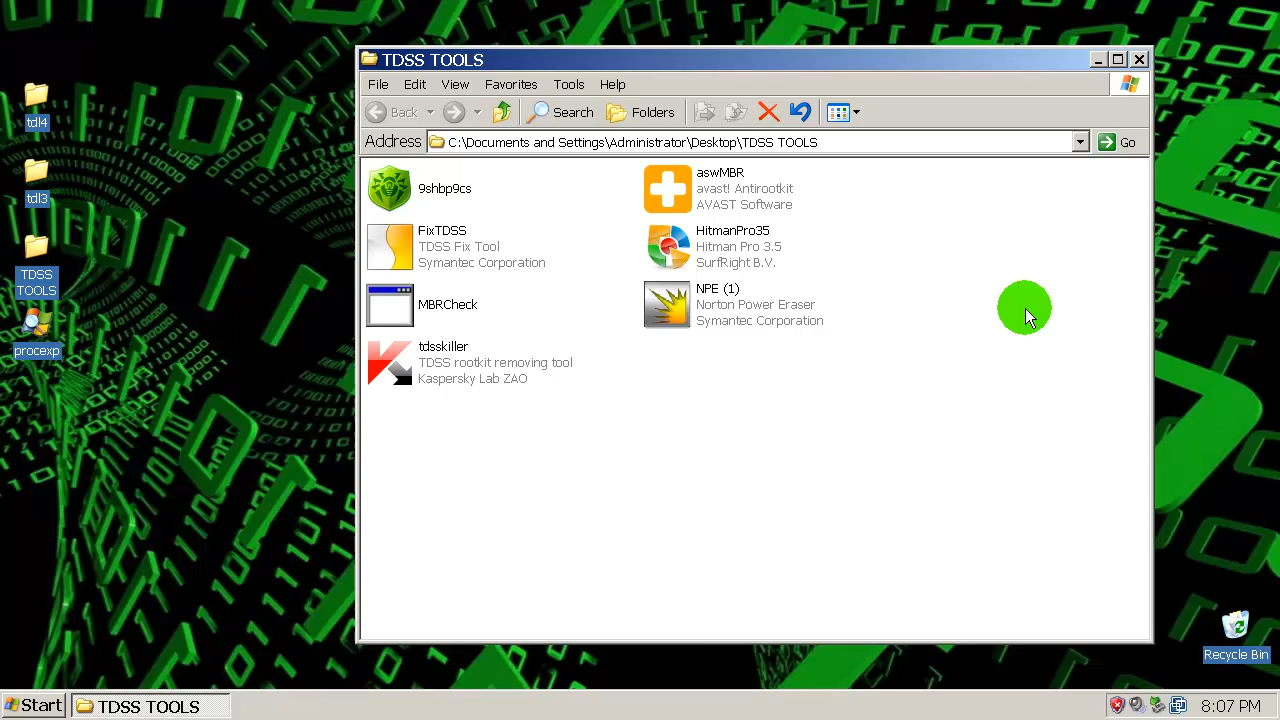 TDSS TOOLS
File Edit View Favorites Tools Help
Back Search Folders
Address C:\Documents and Settings\Administrator\Desktop\TDSS TOOLS Go
9shbp9cs
aswMBR
avast! Antirootkit
AVAST Software
FixTDSS
TDSS Fix Tool
Symantec Corporation
HitmanPro35
Hitman Pro 3.5
SurfRight B.V.
MBRCheck
NPE (1)
Norton Power Eraser
Symantec Corporation
tdsskiller
TDSS rootkit removing tool
Kaspersky Lab ZAO
tdl4
tdl3
TDSS
TOOLS
procexp
Recycle Bin
Start TDSS TOOLS 8:07 PM